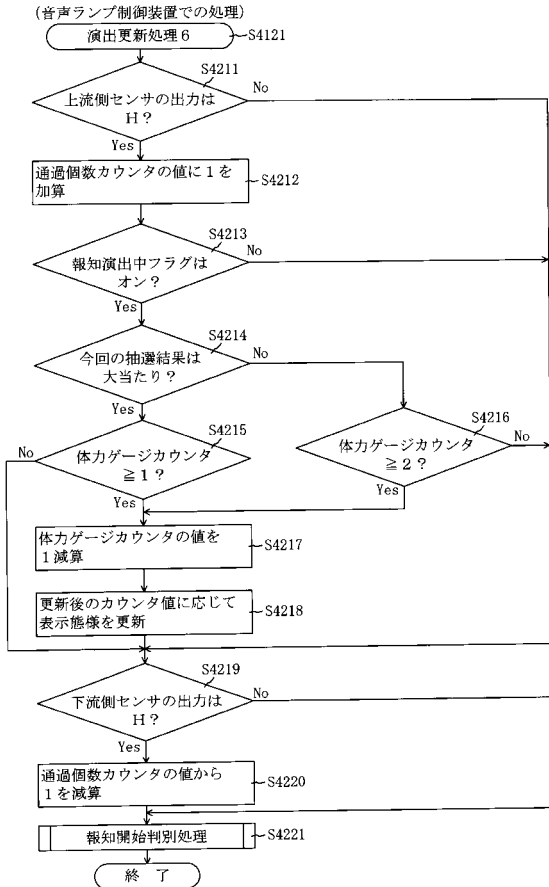 (音声ランプ制御装置での処理)
演出更新処理6
S4121
S4211
上流側センサの出力は
H?
No
Yes
通過個数カウンタの値に1を
加算
S4212
S4213
報知演出中フラグは
オン?
No
Yes
S4214
今回の抽選結果は
大当たり?
No
Yes
S4215
No
体力ゲージカウンタ
≧1?
Yes
S4216
体力ゲージカウンタ
≧2?
No
Yes
体力ゲージカウンタの値を
1減算
S4217
更新後のカウンタ値に応じて
表示態様を更新
S4218
S4219
下流側センサの出力は
H?
No
Yes
通過個数カウンタの値から
1を減算
S4220
報知開始判別処理
S4221
終 了